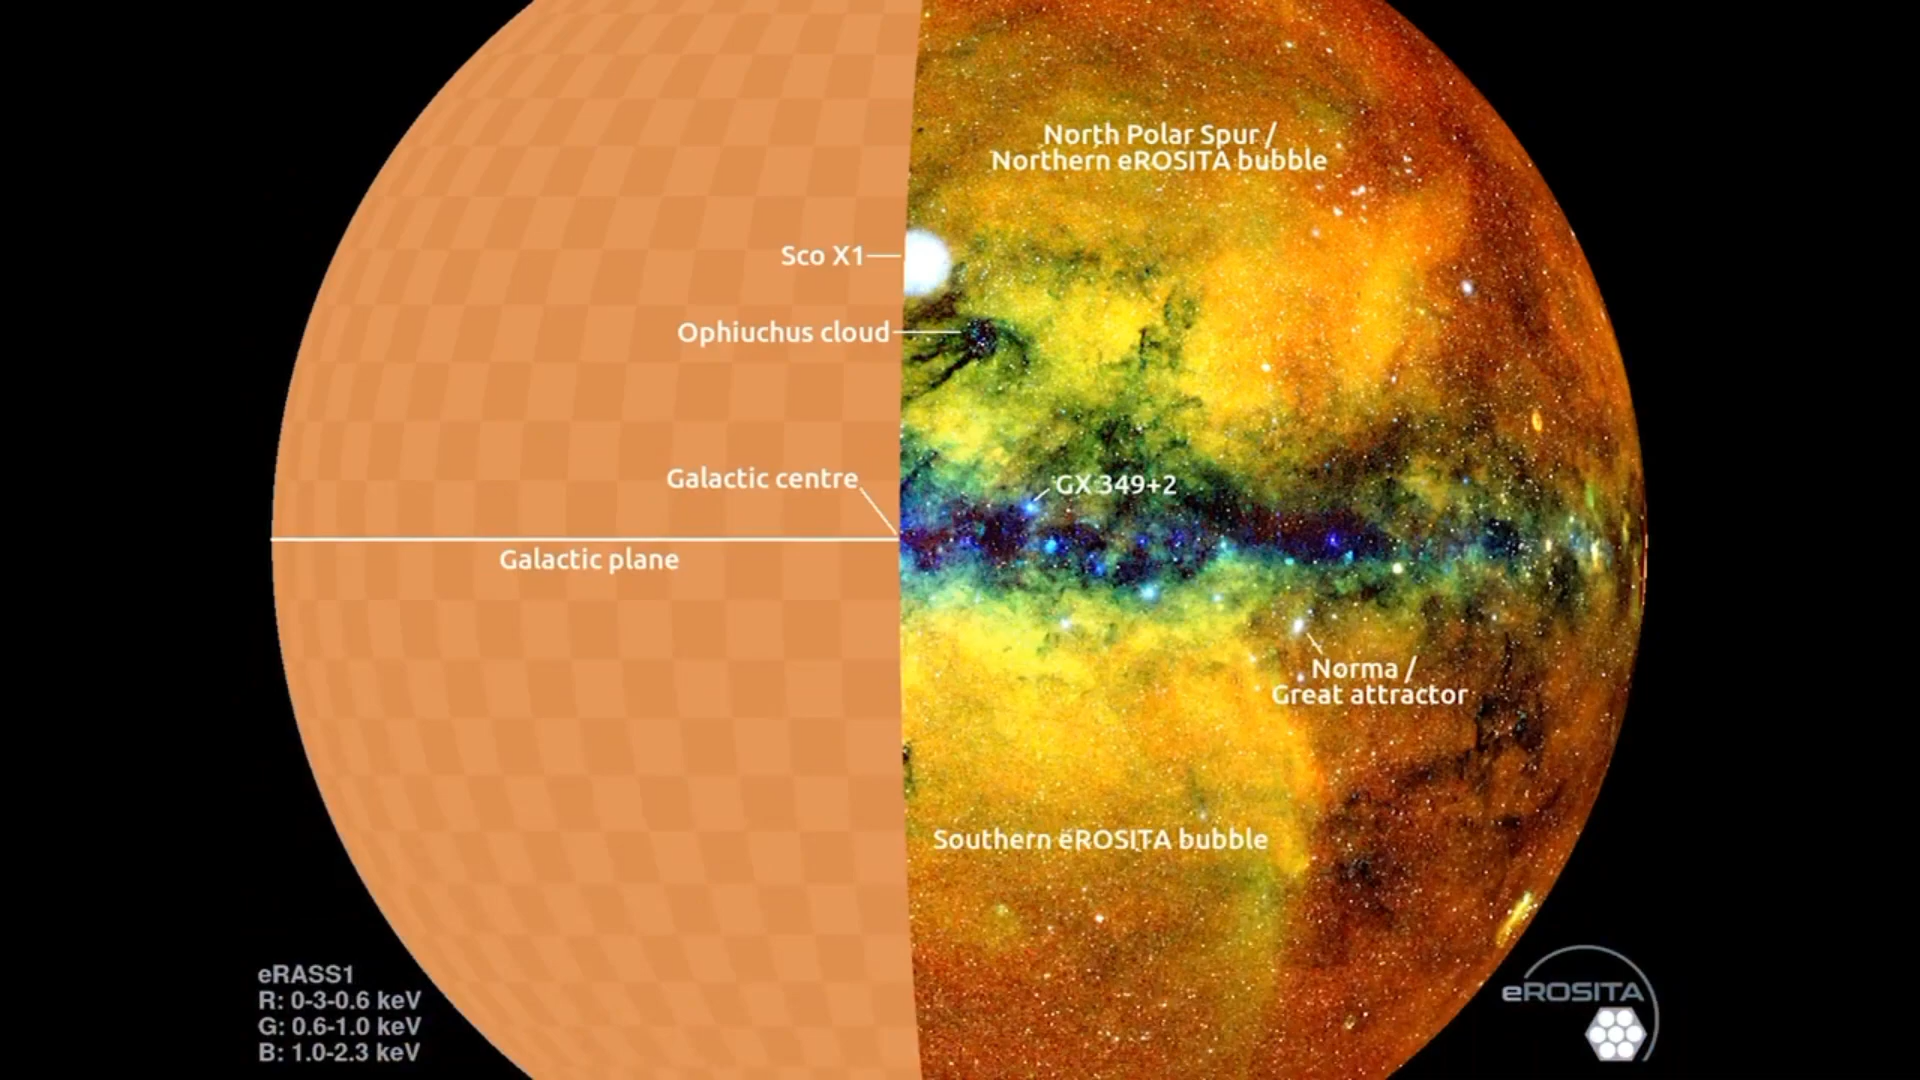 North Polar Spur /
Northern eROSITA bubble
Sco X1
Ophiuchus cloud
Galactic centre
GX 349+2
Galactic plane
Norma /
Great attractor
Southern eROSITA bubble
eRASS1
R: 0-3-0.6 keV
G: 0.6-1.0 keV
B: 1.0-2.3 keV
eROSITA